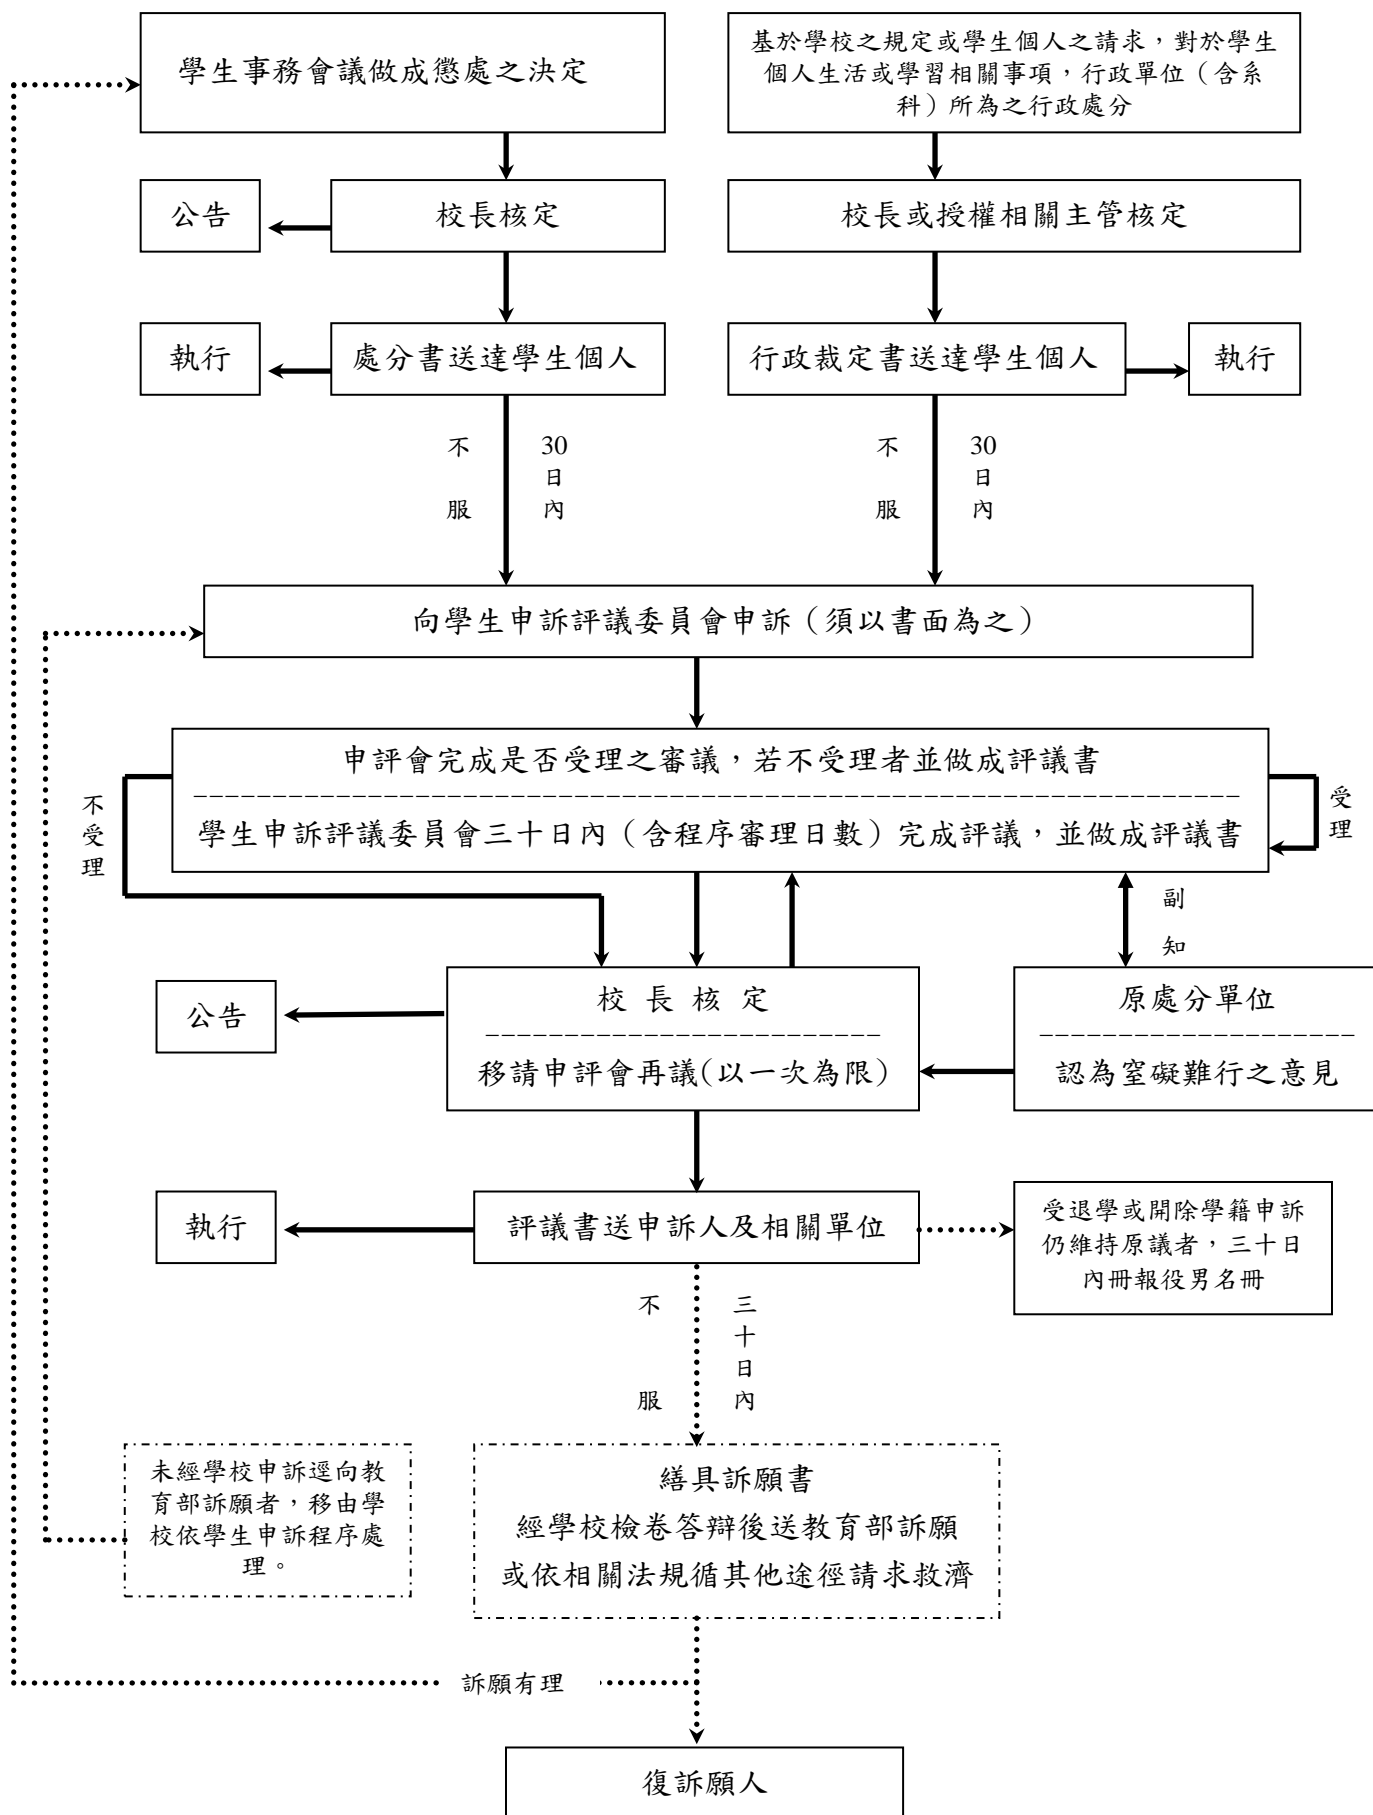 學生事務會議做成懲處之決定
基於學校之規定或學生個人之請求，對於學生
個人生活或學習相關事項，行政單位（含系
科）所為之行政處分
公告
校長核定
校長或授權相關主管核定
執行
處分書送達學生個人
行政裁定書送達學生個人
執行
不服
30日內
不服
30日內
向學生申訴評議委員會申訴（須以書面為之）
申評會完成是否受理之審議，若不受理者並做成評議書
學生申訴評議委員會三十日內（含程序審理日數）完成評議，並做成評議書
不受理
受理
副知
公告
校長核定
移請申評會再議(以一次為限)
原處分單位
認為窒礙難行之意見
執行
評議書送申訴人及相關單位
受退學或開除學籍申訴
仍維持原議者，三十日
內冊報役男名冊
不服
三十日內
未經學校申訴逕向教
育部訴願者，移由學
校依學生申訴程序處
理。
繕具訴願書
經學校檢卷答辯後送教育部訴願
或依相關法規循其他途徑請求救濟
訴願有理
復訴願人